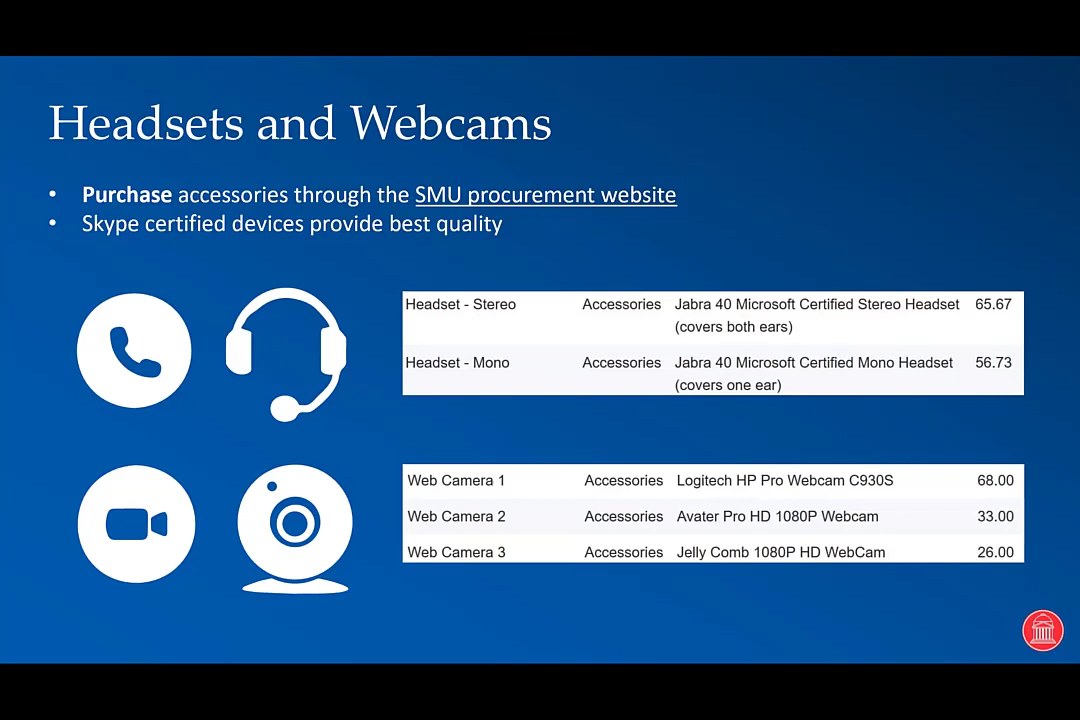 Headsets and Webcams
• Purchase accessories through the SMU procurement website
• Skype certified devices provide best quality
Headset - Stereo Accessories Jabra 40 Microsoft Certified Stereo Headset 65.67
(covers both ears)
Headset - Mono Accessories Jabra 40 Microsoft Certified Mono Headset 56.73
(covers one ear)
Web Camera 1 Accessories Logitech HP Pro Webcam C930S 68.00
Web Camera 2 Accessories Avater Pro HD 1080P Webcam 33.00
Web Camera 3 Accessories Jelly Comb 1080P HD WebCam 26.00